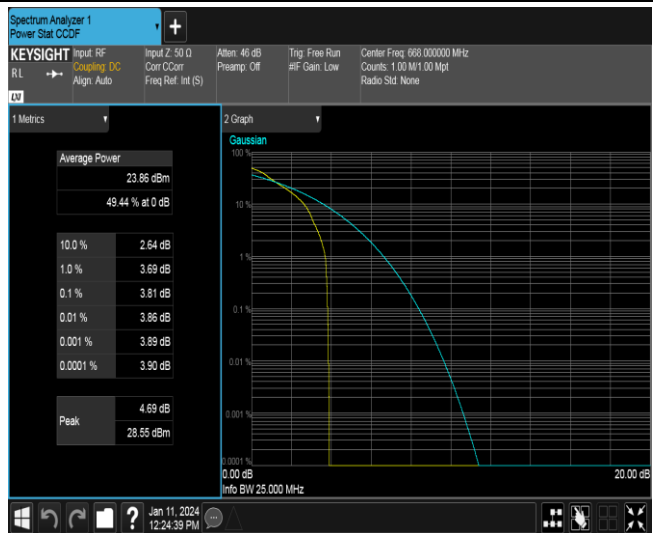 Spectrum Analyzer 1
Power Stat CCDF
+
KEYSIGHT
RL
LXI
Input: RF
Coupling: DC
Align: Auto
Input Z: 50 Ω
Corr CCorr
Freq Ref: Int (S)
Atten: 46 dB
Preamp: Off
Trig: Free Run
#IF Gain: Low
Center Freq: 668.000000 MHz
Counts: 1.00 M/1.00 Mpt
Radio Std: None
1 Metrics
Average Power
23.86 dBm
49.44 % at 0 dB
10.0 % 2.64 dB
1.0 % 3.69 dB
0.1 % 3.81 dB
0.01 % 3.86 dB
0.001 % 3.89 dB
0.0001 % 3.90 dB
Peak
4.69 dB
28.55 dBm
2 Graph
Gaussian
100 %
10 %
1 %
0.1 %
0.01 %
0.001 %
0.0001 %
0.00 dB
20.00 dB
Info BW 25.000 MHz
?
Jan 11, 2024
12:24:39 PM